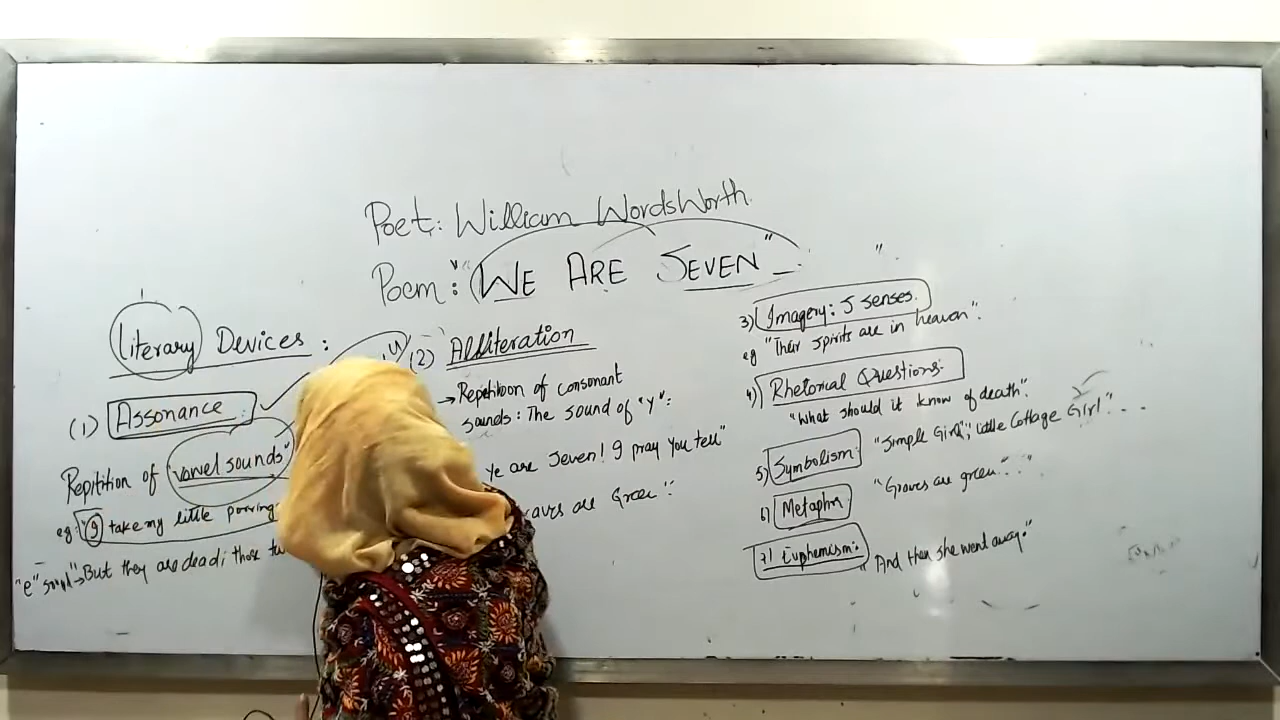 Poet: William WordsWorth.
Poem: "WE ARE SEVEN"
Literary Devices:
(1) Assonance:
Repitition of vowel sounds"
eg "I take my little porring
"e" sound"→But they are dead; those tw
(2) Alliteration
→Repetition of consonant
sounds: The sound of "y":
ye are Seven! I pray you tell"
are Green"
3) Imagery: 5 senses.
eg "Their spirits are in heaven".
4) Rhetorial Questions:
"What should it know of death".
5) Symbolism "Simple Girl", Little Cottage Girl"...
6) Metaphr "Graves are green"...
7) Euphemism: "And then she went away."